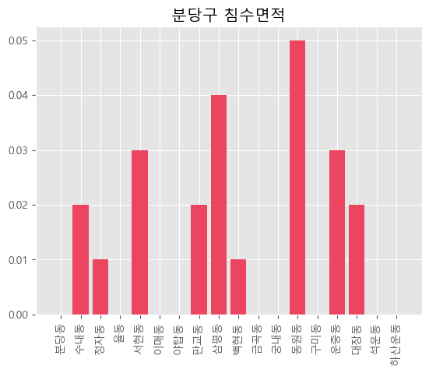 분당구 침수면적
0.05
0.04
0.03
0.02
0.01
0.00
분당동
수내동
정자동
율동
서현동
이매동
야탑동
판교동
삼평동
백현동
금곡동
궁내동
동원동
구미동
운중동
대장동
석운동
하산운동